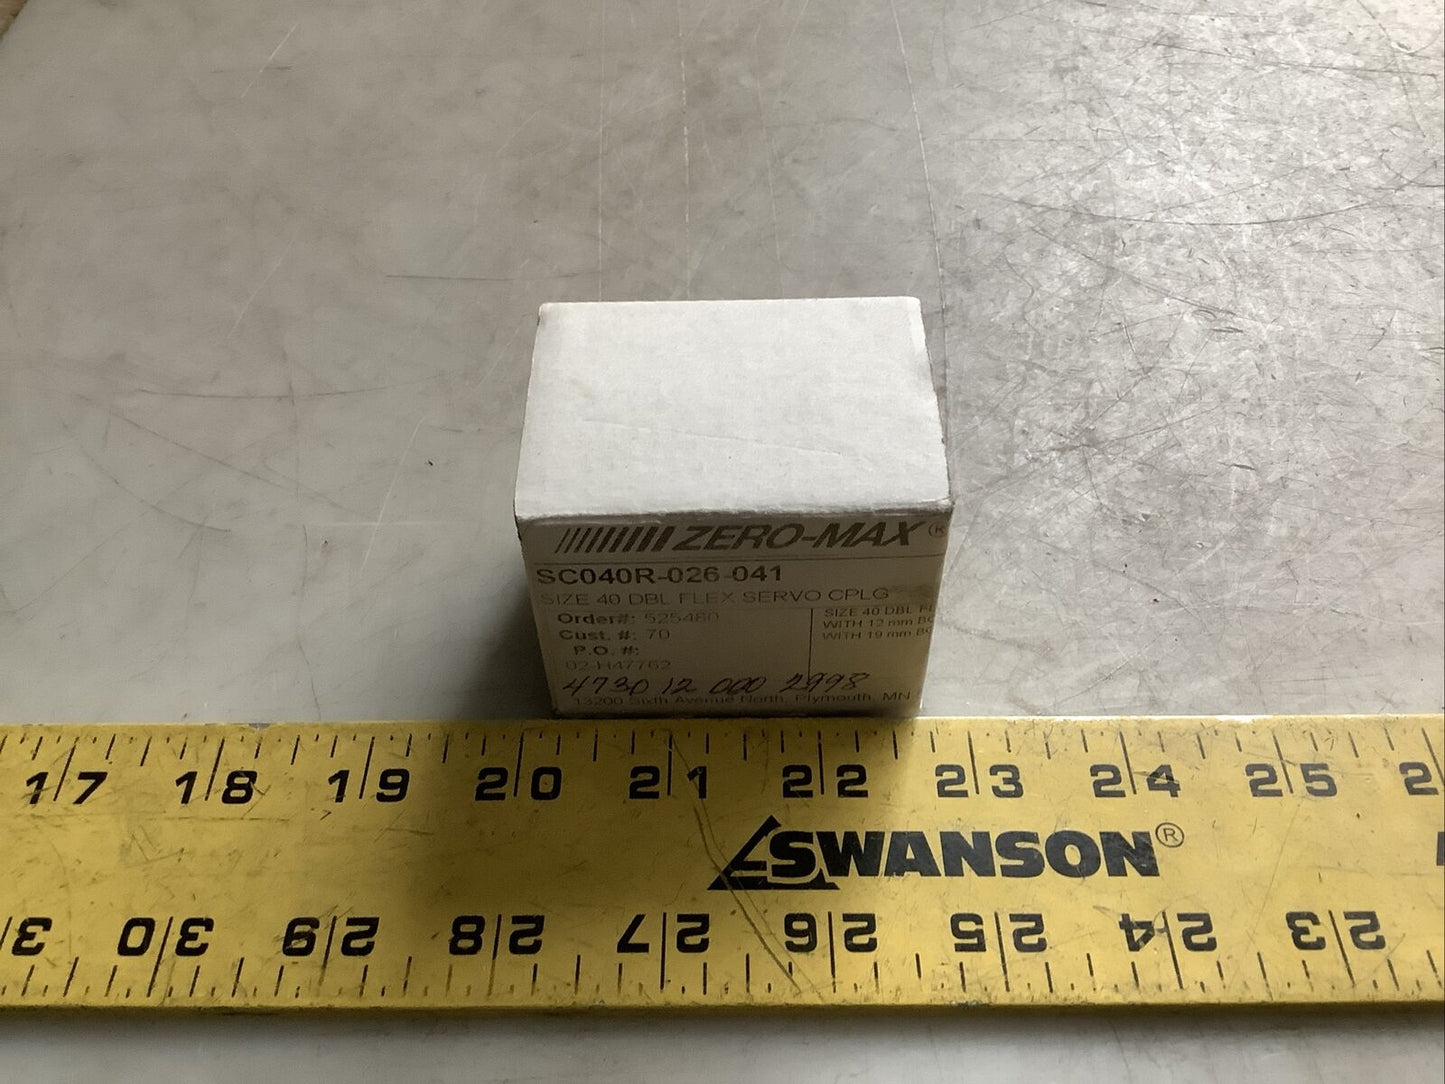 ZERO-MAX®
SC040R-026-041
SIZE 40 DBL FLEX SERVO CPLG
Order#: 525480
Cust. #: 70
P.O. #:
02-H47762
SIZE 40 DBL
WITH 12 mm
WITH 19 mm
4730 12 000 2998
13200 Sixth Avenue North, Plymouth, MN
17 18 19 20 21 22 23 24 25
SWANSON®
30 29 28 27 26 25 24 23